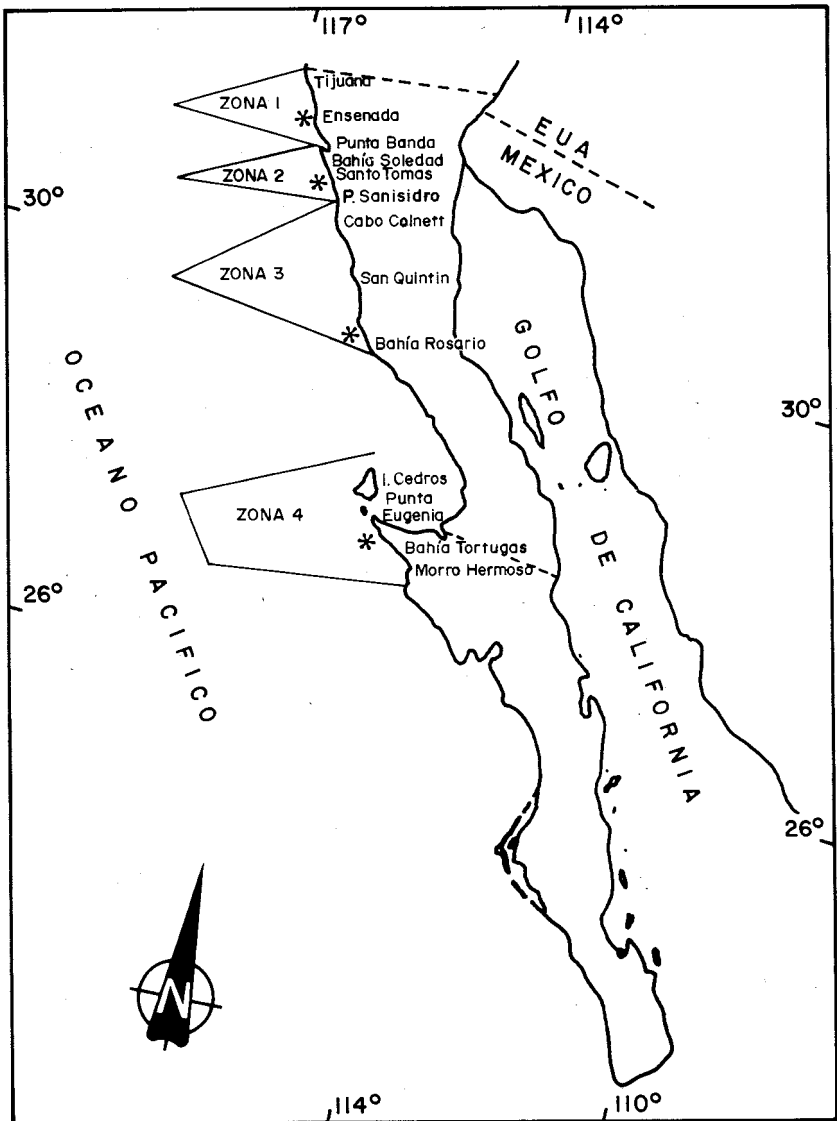 117°
114°
Tijuana
ZONA 1
Ensenada
Punta Banda
Bahía Soledad
ZONA 2
Santo Tomas
P. Sanisidro
30°
Cabo Colnett
EUA
MEXICO
ZONA 3
San Quintin
Bahía Rosario
OCEANO PACIFICO
GOLFO DE CALIFORNIA
30°
I. Cedros
Punta
Eugenia
ZONA 4
Bahía Tortugas
Morro Hermoso
26°
26°
N
114°
110°